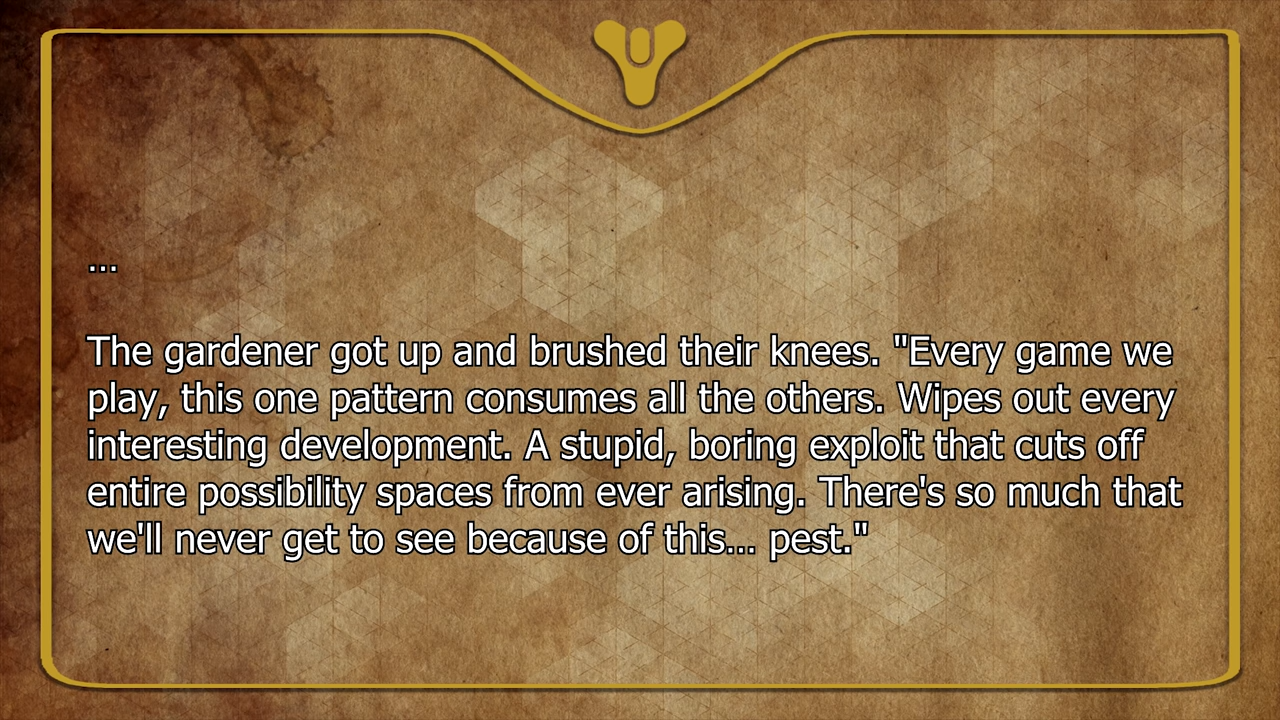 ...
The gardener got up and brushed their knees. "Every game we
play, this one pattern consumes all the others. Wipes out every
interesting development. A stupid, boring exploit that cuts off
entire possibility spaces from ever arising. There's so much that
we'll never get to see because of this... pest."